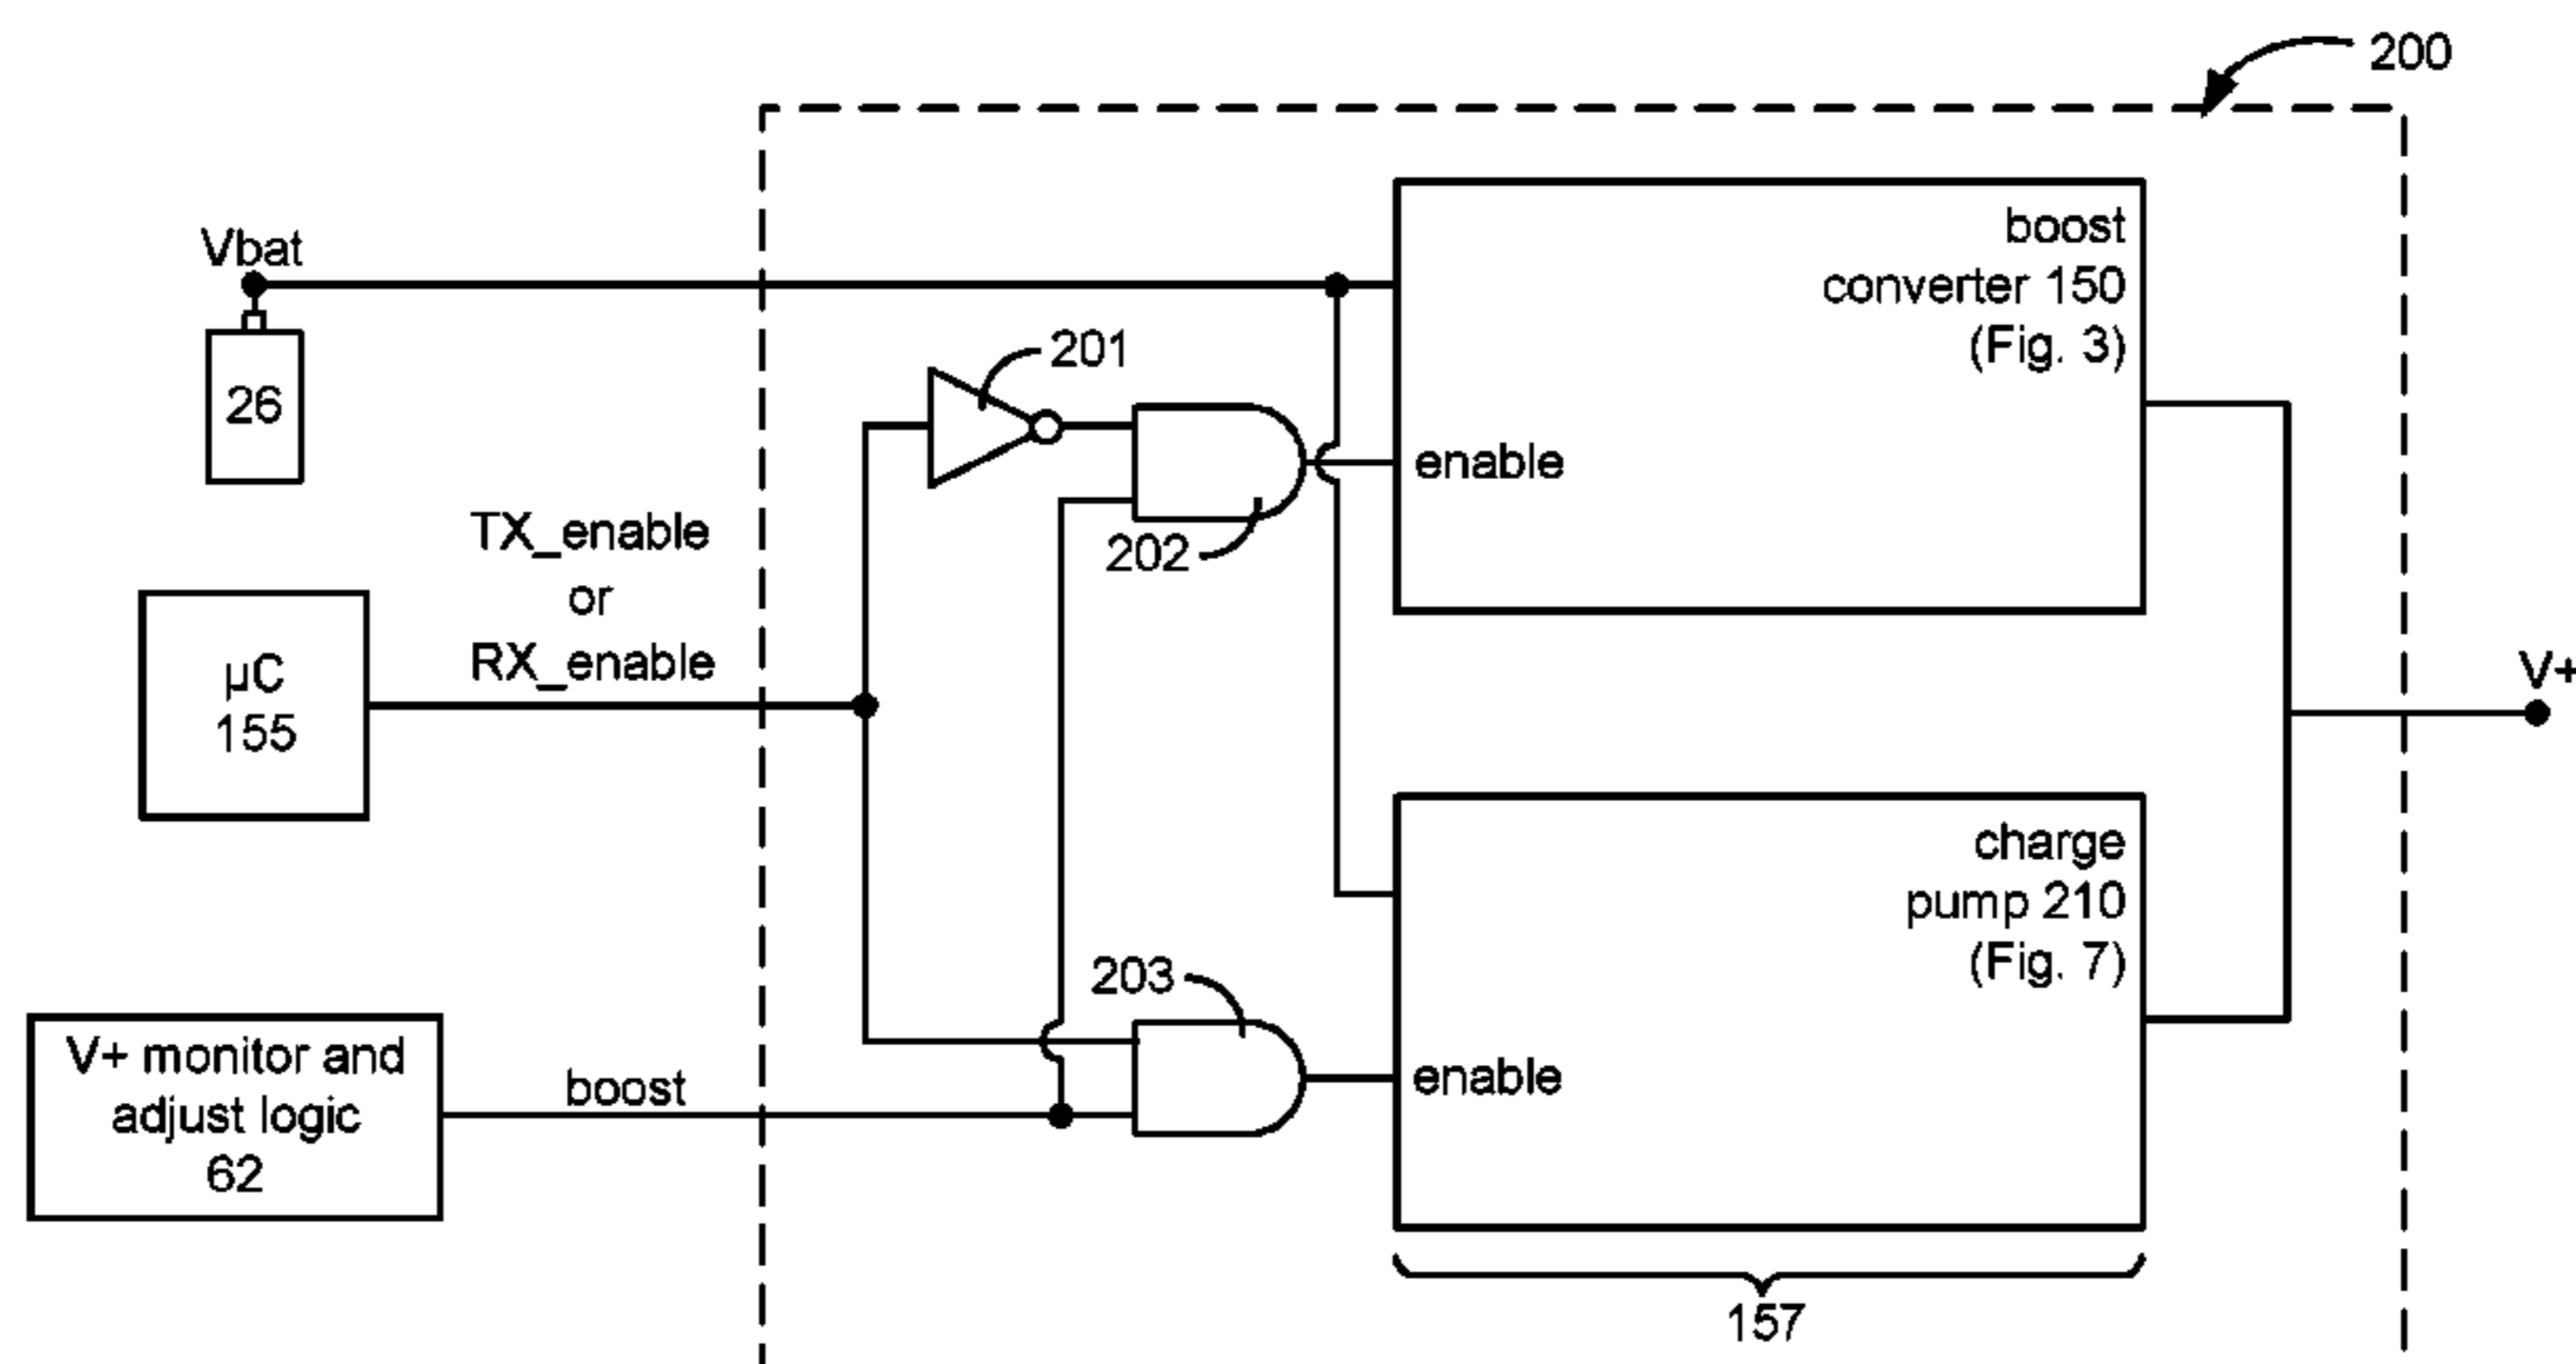 200
Vbat
boost
converter 150
(Fig. 3)
201
26
enable
TX_enable
or
RX_enable
202
µC
155
V+
charge
pump 210
(Fig. 7)
203
V+ monitor and
adjust logic
62
boost
enable
157